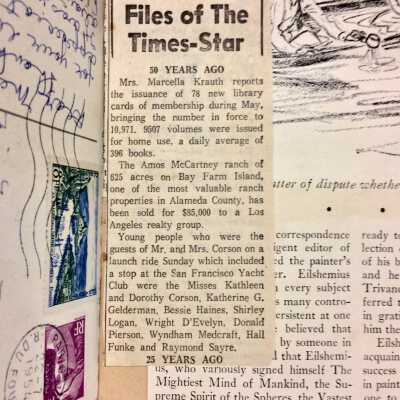 Files of The
Times-Star
50 YEARS AGO
Mrs. Marcella Krauth reports
the issuance of 78 new library
cards of membership during May,
bringing the number in force to
10,971. 9507 volumes were issued
for home use, a daily average of
396 books.
The Amos McCartney ranch of
625 acres on Bay Farm Island,
one of the most valuable ranch
properties in Alameda County, has
been sold for $85,000 to a Los
Angeles realty group.
Young people who were the
guests of Mr. and Mrs. Corson on a
launch ride Sunday which included
a stop at the San Francisco Yacht
Club were the Misses Kathleen
and Dorothy Corson, Katherine G.
Gelderman, Bessie Haines, Shirley
Logan, Wright D'Evelyn, Donald
Pierson, Wyndham Medcraft, Hall
Funke and Raymond Sayre.
25 YEARS AGO
atter of dispute whethe
correspondence
igent editor of
d the painter's
r. Eilshemius
n every subject
many contro-
ersistent at one
e believed that
by someone in
d that Eilshemi-
us, who variously signed himself The
Mightiest Mind of Mankind, the Su-
preme Spirit of the Spheres, the Vastest
ready to
lection
of his b
and he
Trivano
ferred t
in grati
him the
Eilsh
acquain
success
in paint
one to
R. DU FOU